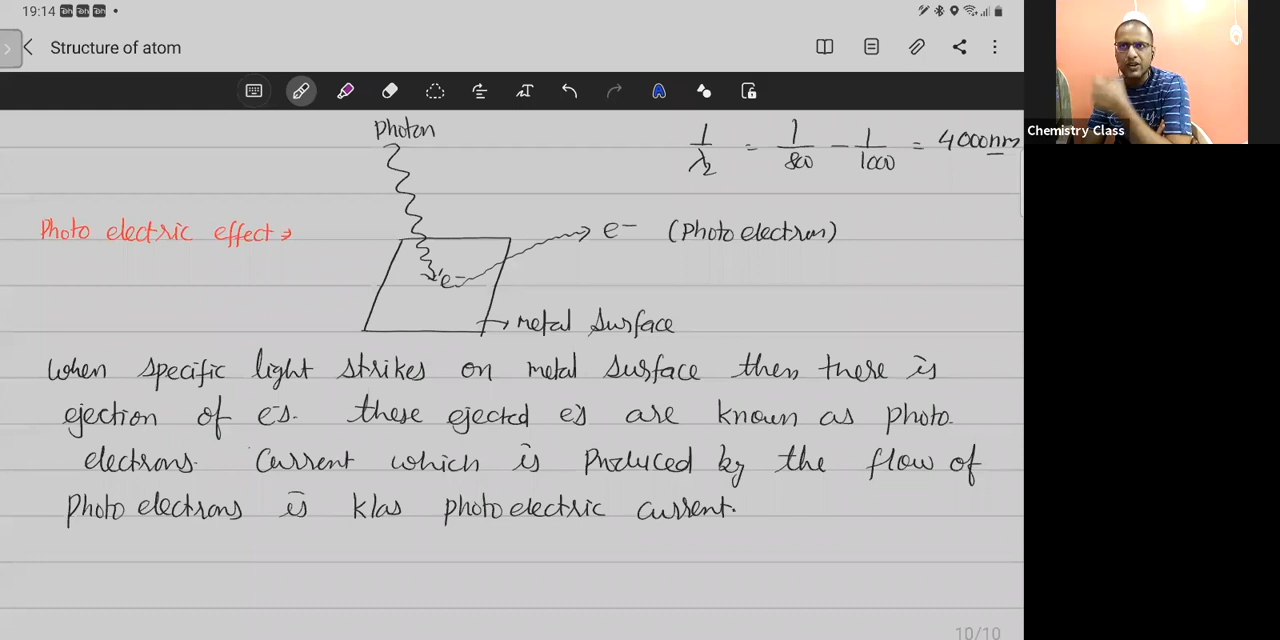 19:14
Structure of atom
Photon
1/λ2 = 1/800 - 1/1000 = 4000nm
Photo electric effect →
e- → e- (Photo electron)
→ metal surface
When specific light strikes on metal surface then there is
ejection of e-s. these ejected e-s are known as photo
electrons. Current which is produced by the flow of
Photo electrons is k/as photo electric current.
10/10
Chemistry Class